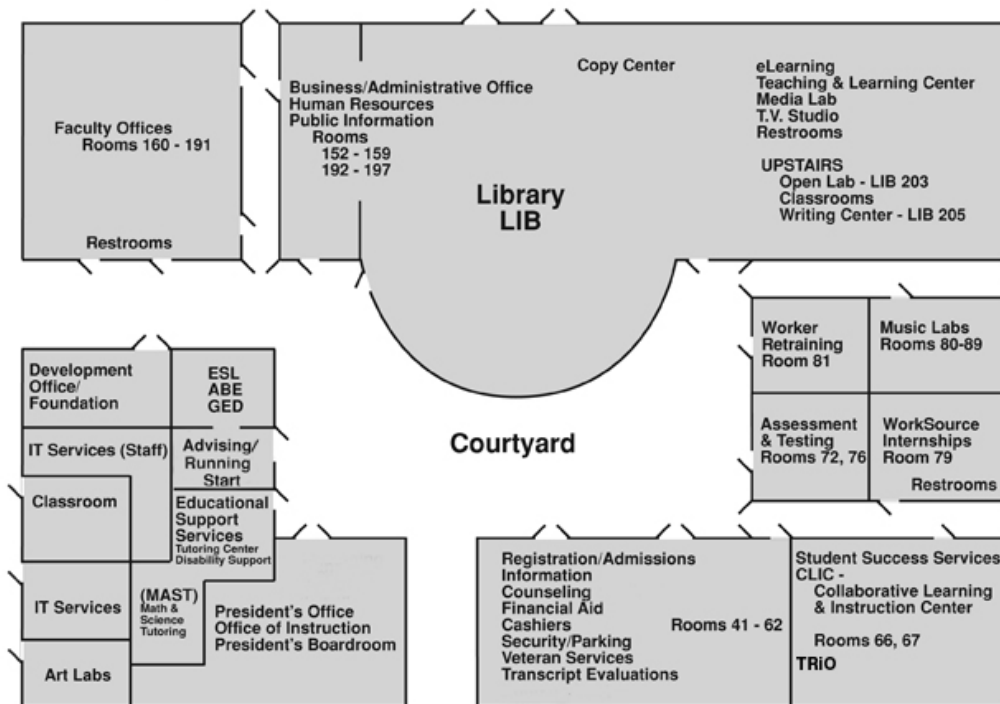 Faculty Offices
Rooms 160 - 191
Restrooms
Business/Administrative Office
Human Resources
Public Information
Rooms
152 - 159
192 - 197
Copy Center
Library
LIB
eLearning
Teaching & Learning Center
Media Lab
T.V. Studio
Restrooms
UPSTAIRS
Open Lab - LIB 203
Classrooms
Writing Center - LIB 205
Worker
Retraining
Room 81
Music Labs
Rooms 80-89
Assessment
& Testing
Rooms 72, 76
WorkSource
Internships
Room 79
Restrooms
Courtyard
Development
Office/
Foundation
ESL
ABE
GED
IT Services (Staff)
Advising/
Running
Start
Classroom
Educational
Support
Services
Tutoring Center
Disability Support
IT Services
(MAST)
Math &
Science
Tutoring
Art Labs
President's Office
Office of Instruction
President's Boardroom
Registration/Admissions
Information
Counseling
Financial Aid
Cashiers
Security/Parking
Veteran Services
Transcript Evaluations
Rooms 41 - 62
Student Success Services
CLIC -
Collaborative Learning
& Instruction Center
Rooms 66, 67
TRiO